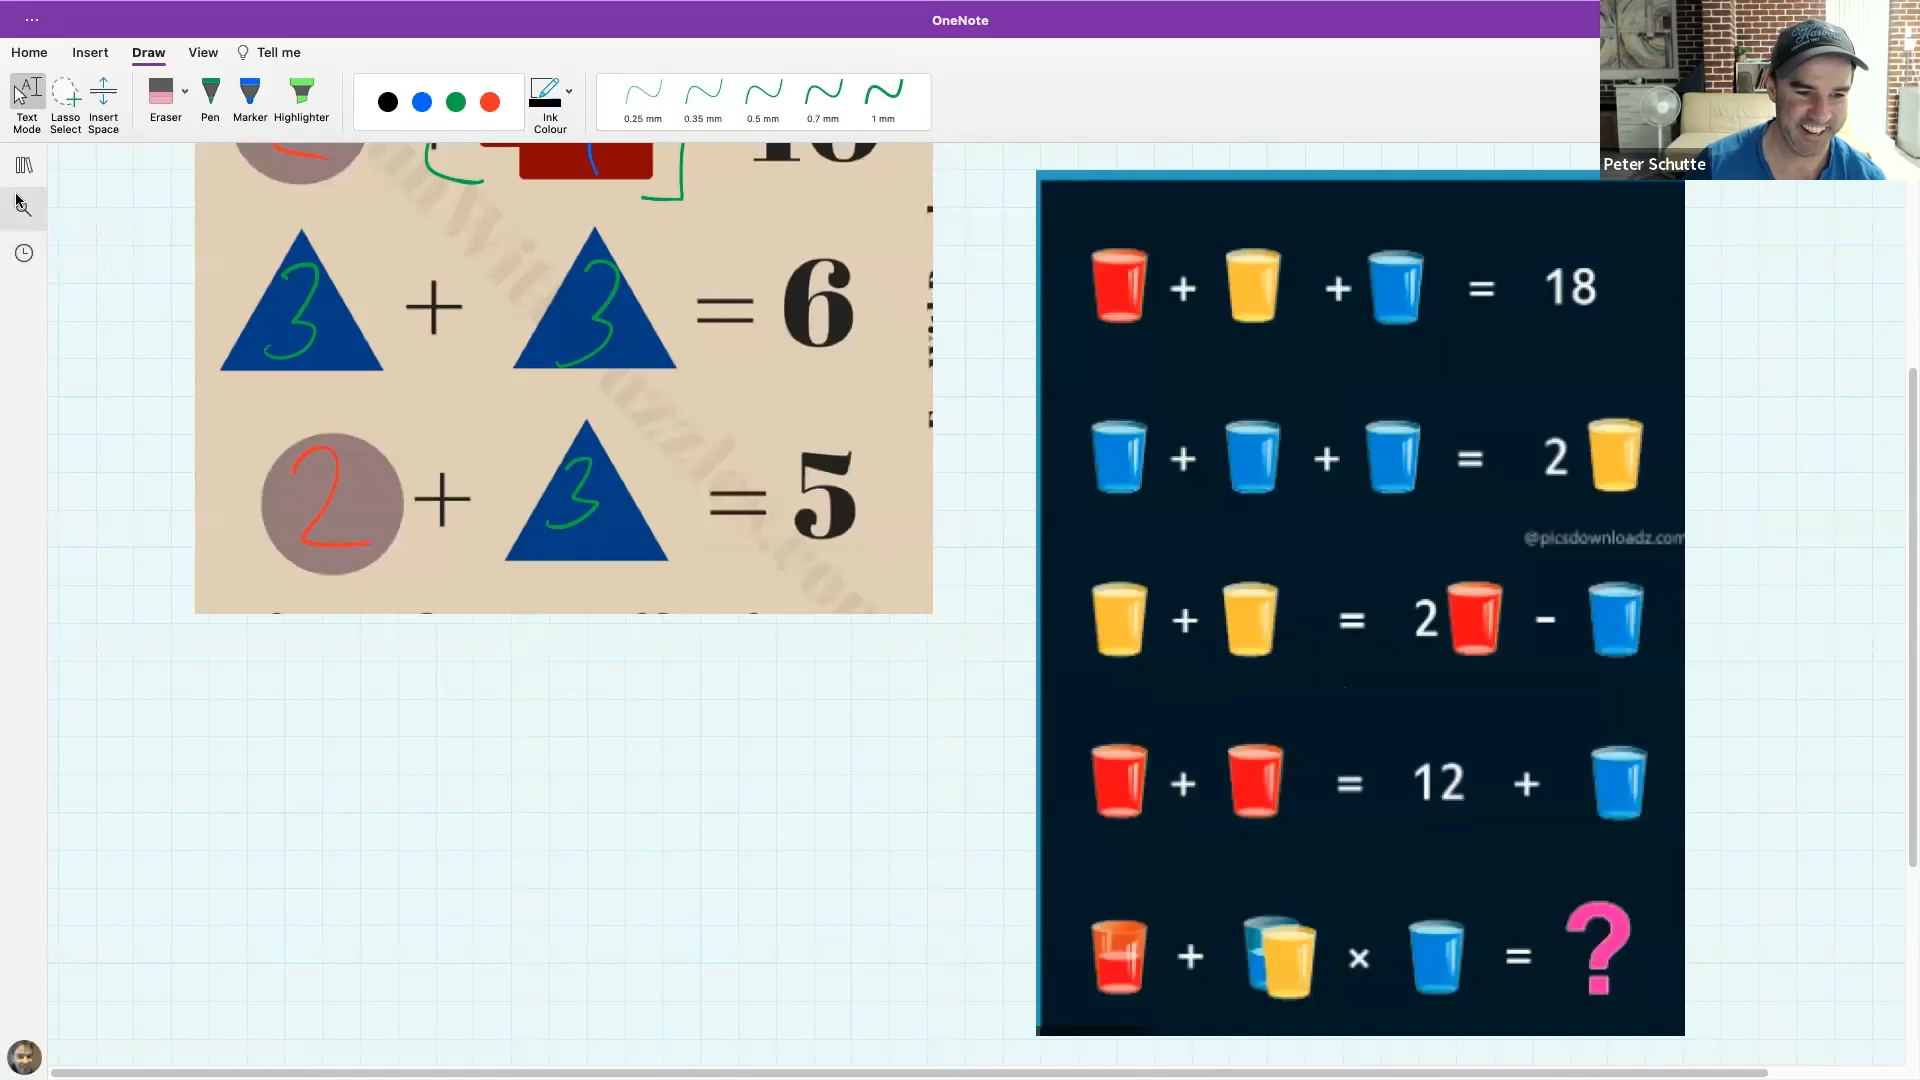 OneNote
Home Insert Draw View Tell me
Text Mode
Lasso Select
Insert Space
Eraser
Pen
Marker
Highlighter
Ink Colour
0.25 mm
0.35 mm
0.5 mm
0.7 mm
1 mm
Peter Schutte
3 + 3 = 6
2 + 3 = 5
+ + = 18
+ + = 2
@picsdownloadz.com
+ = 2 -
+ = 12 +
+ × = ?